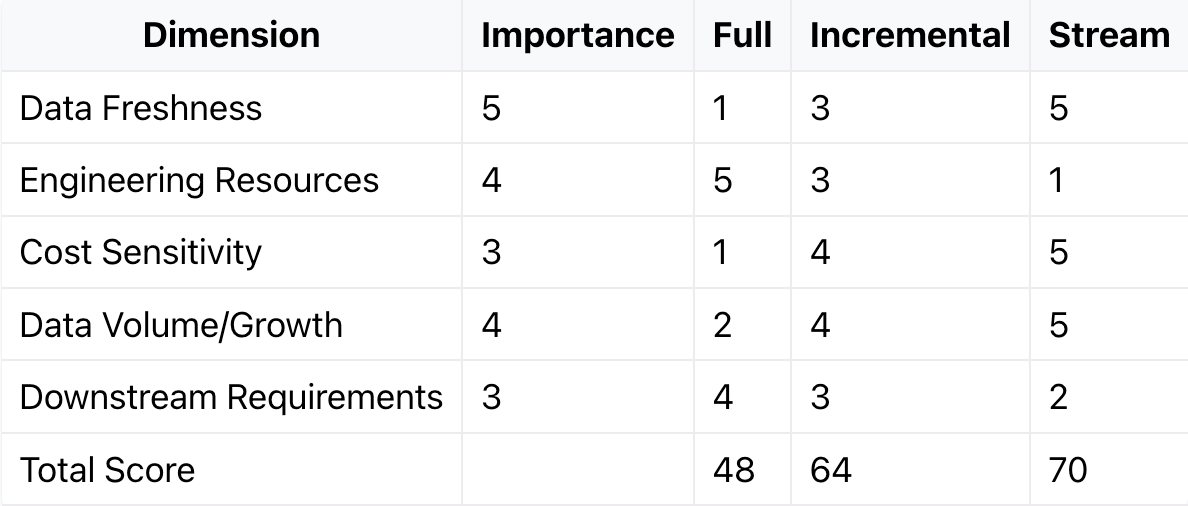 Dimension Importance Full Incremental Stream
Data Freshness 5 1 3 5
Engineering Resources 4 5 3 1
Cost Sensitivity 3 1 4 5
Data Volume/Growth 4 2 4 5
Downstream Requirements 3 4 3 2
Total Score 48 64 70